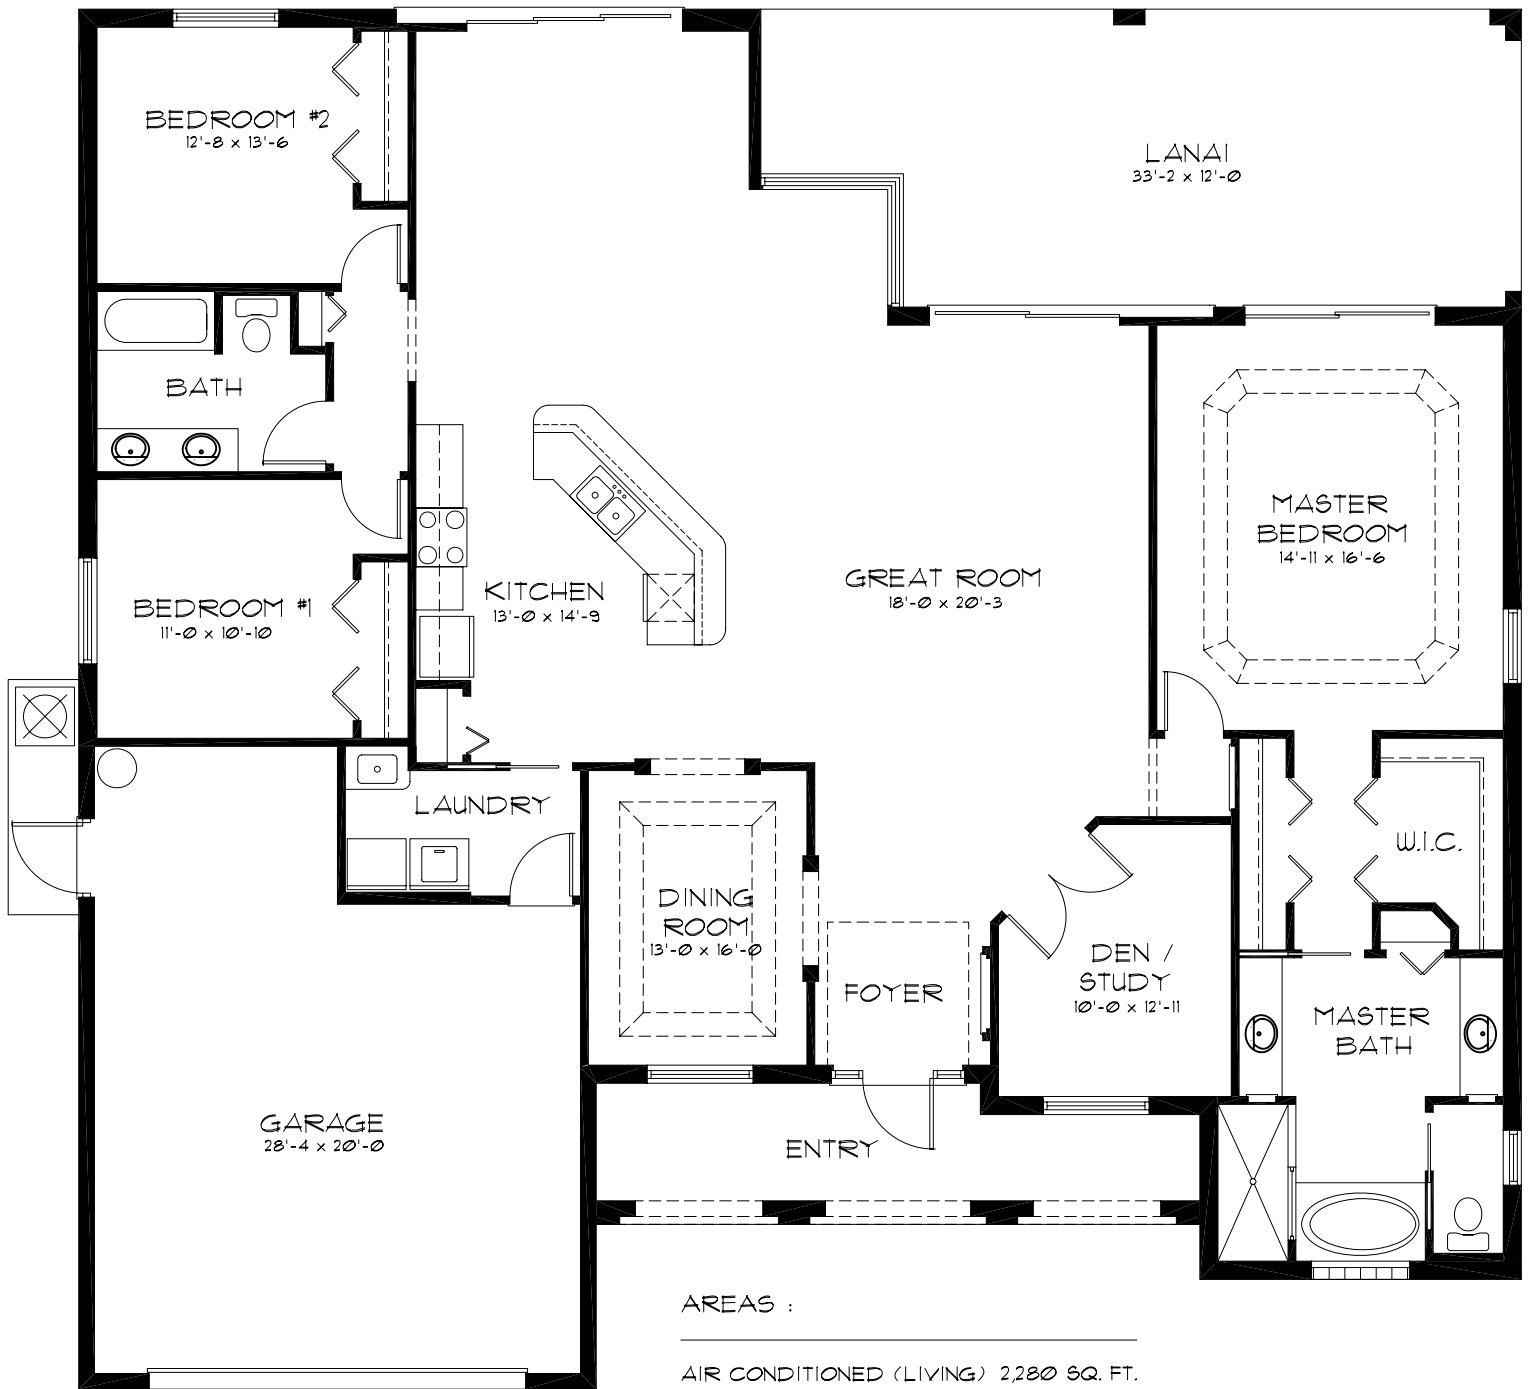 BEDROOM #2
12'-8 x 13'-6
LANAI
33'-2 x 12'-0
BATH
MASTER
BEDROOM
14'-11 x 16'-6
KITCHEN
13'-0 x 14'-9
GREAT ROOM
18'-0 x 20'-3
BEDROOM #1
11'-0 x 10'-10
LAUNDRY
W.I.C.
DINING
ROOM
13'-0 x 16'-0
FOYER
DEN /
STUDY
10'-0 x 12'-11
MASTER
BATH
GARAGE
28'-4 x 20'-0
ENTRY
AREAS :
AIR CONDITIONED (LIVING) 2,280 SQ. FT.